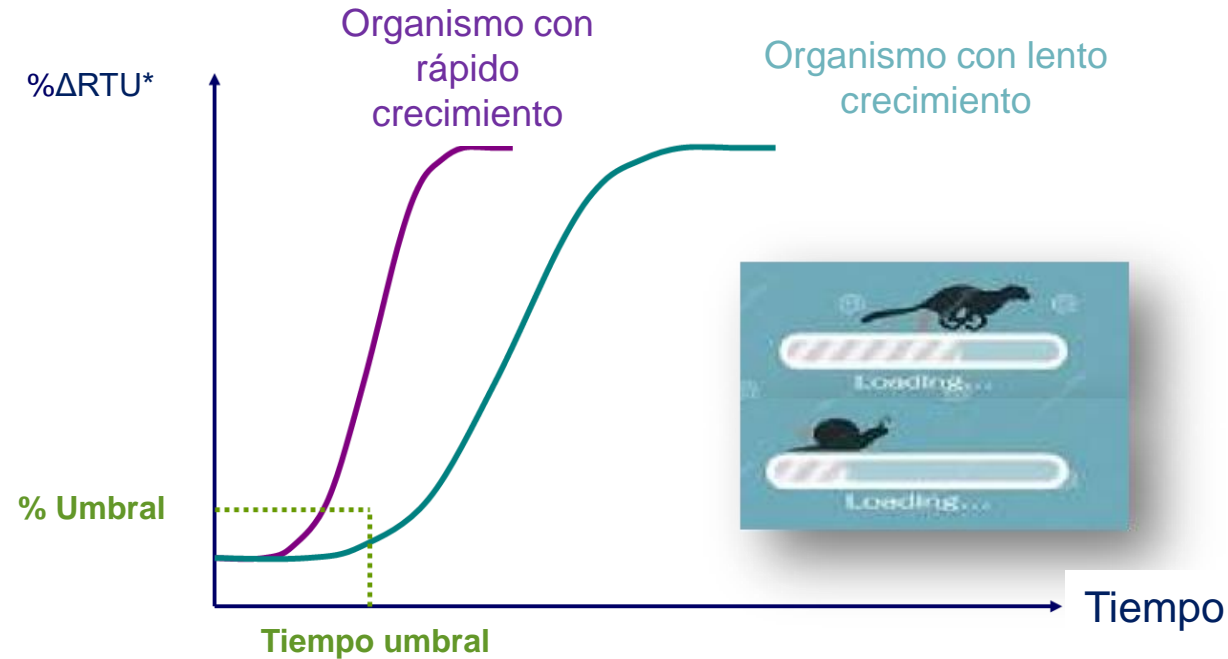 Organismo con
rápido
crecimiento
Organismo con lento
crecimiento
%ΔRTU*
Loading...
Loading...
% Umbral
Tiempo
Tiempo umbral